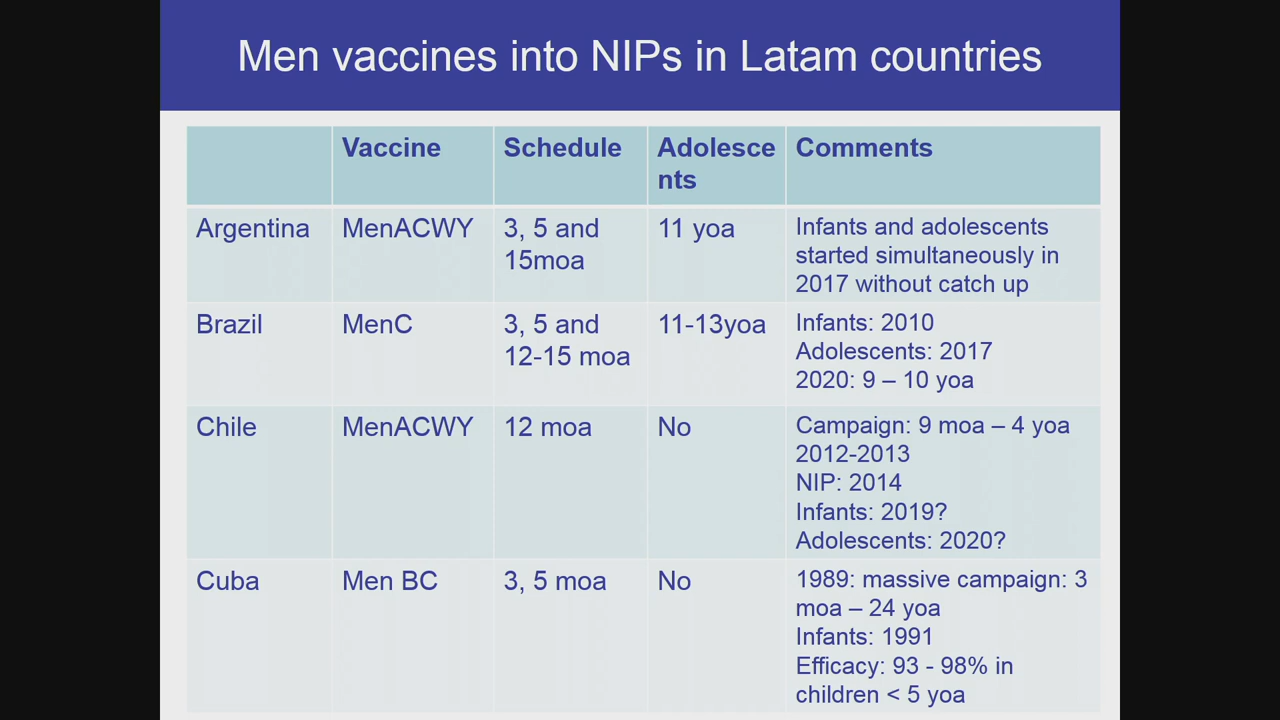 Men vaccines into NIPs in Latam countries
Vaccine
Schedule
Adolesce
nts
Comments
Argentina
MenACWY
3, 5 and
15moa
11 yoa
Infants and adolescents
started simultaneously in
2017 without catch up
Brazil
MenC
3, 5 and
12-15 moa
11-13yoa
Infants: 2010
Adolescents: 2017
2020: 9 – 10 yoa
Chile
MenACWY
12 moa
No
Campaign: 9 moa – 4 yoa
2012-2013
NIP: 2014
Infants: 2019?
Adolescents: 2020?
Cuba
Men BC
3, 5 moa
No
1989: massive campaign: 3
moa – 24 yoa
Infants: 1991
Efficacy: 93 - 98% in
children < 5 yoa